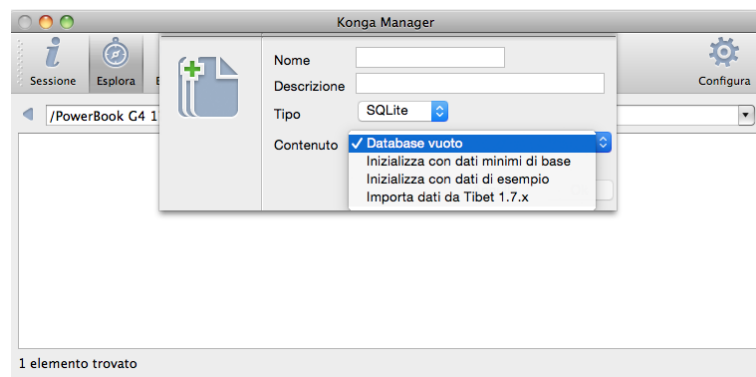 Konga Manager
Sessione
Esplora
Configura
/PowerBook G4 1
Nome
Descrizione
Tipo
SQLite
Contenuto
✓ Database vuoto
Inizializza con dati minimi di base
Inizializza con dati di esempio
Importa dati da Tibet 1.7.x
1 elemento trovato